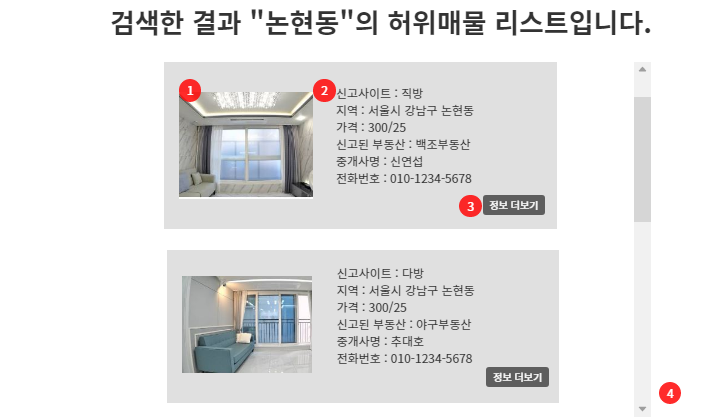 검색한 결과 "논현동"의 허위매물 리스트입니다.
1
2
신고사이트 : 직방
지역 : 서울시 강남구 논현동
가격 : 300/25
신고된 부동산 : 백조부동산
중개사명 : 신연섭
전화번호 : 010-1234-5678
3
정보 더보기
신고사이트 : 다방
지역 : 서울시 강남구 논현동
가격 : 300/25
신고된 부동산 : 야구부동산
중개사명 : 추대호
전화번호 : 010-1234-5678
정보 더보기
4